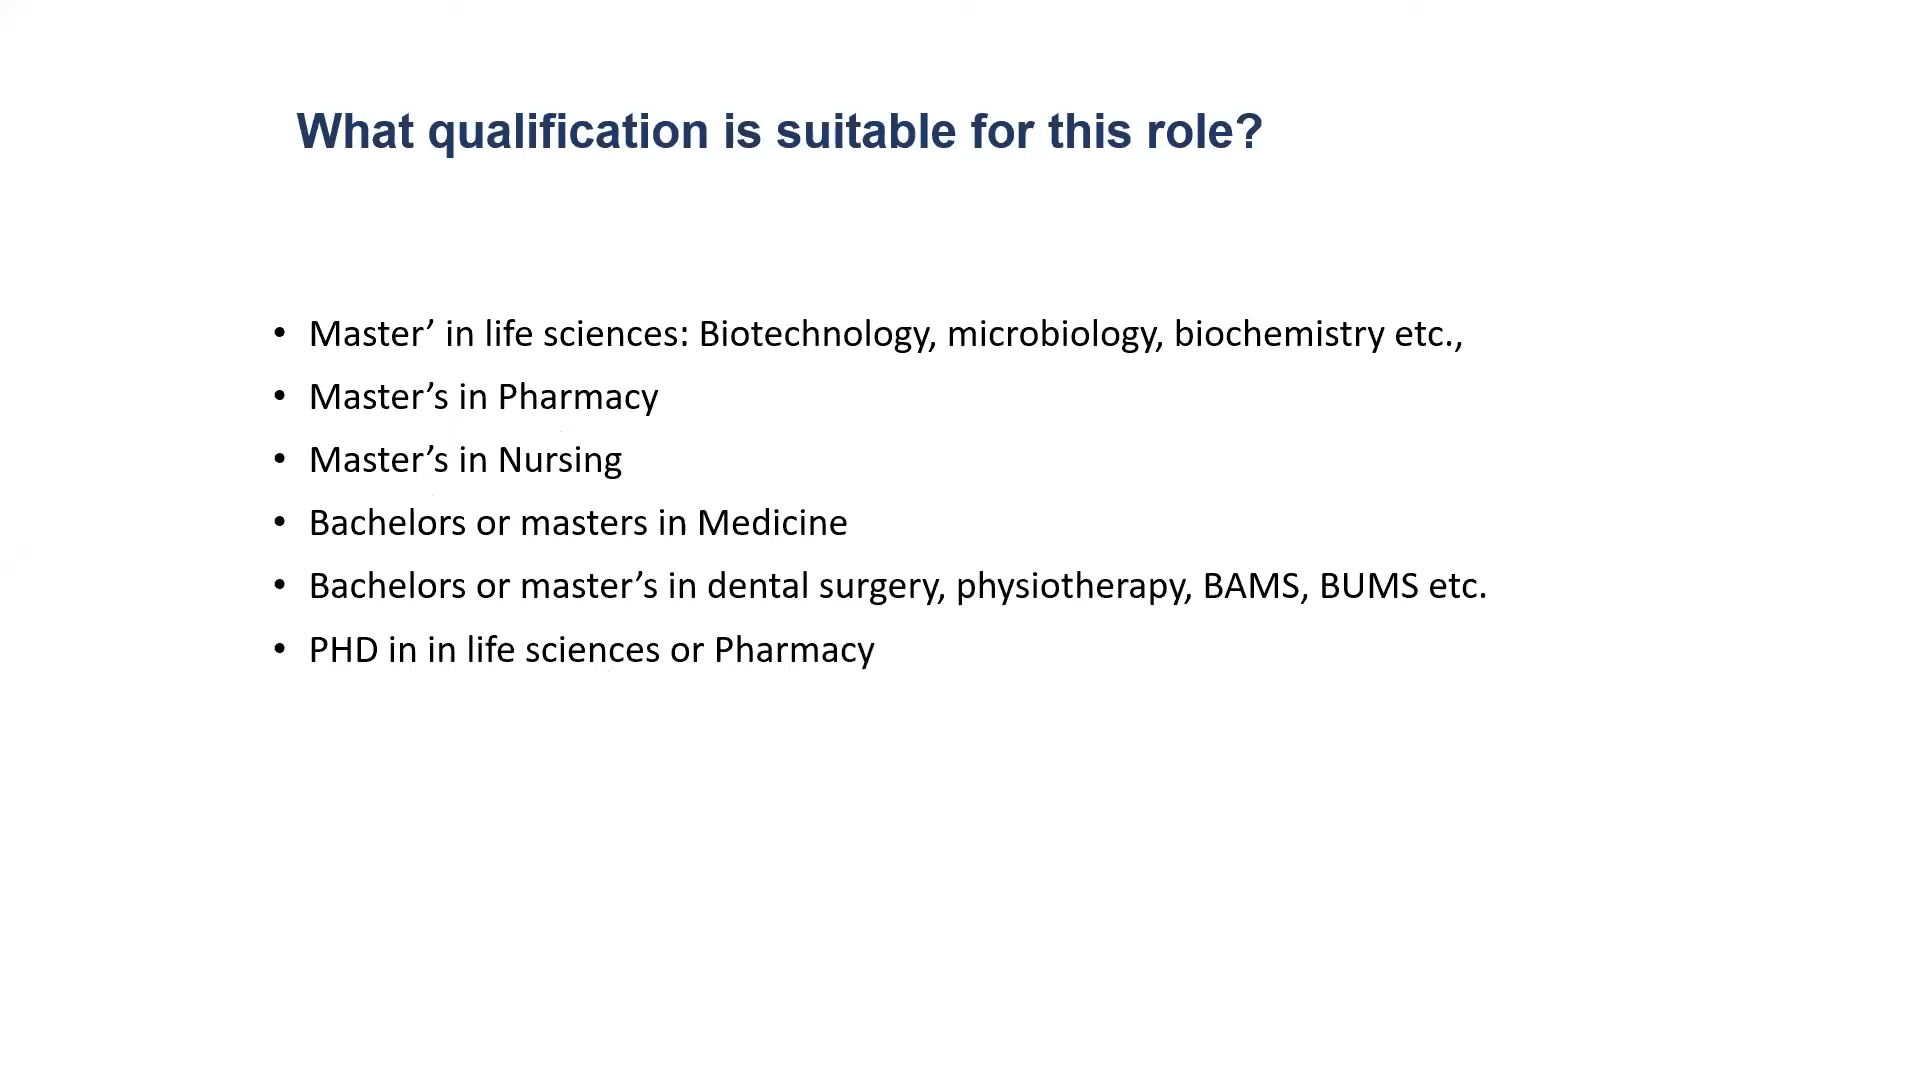 What qualification is suitable for this role?
• Master’ in life sciences: Biotechnology, microbiology, biochemistry etc.,
• Master’s in Pharmacy
• Master’s in Nursing
• Bachelors or masters in Medicine
• Bachelors or master’s in dental surgery, physiotherapy, BAMS, BUMS etc.
• PHD in in life sciences or Pharmacy